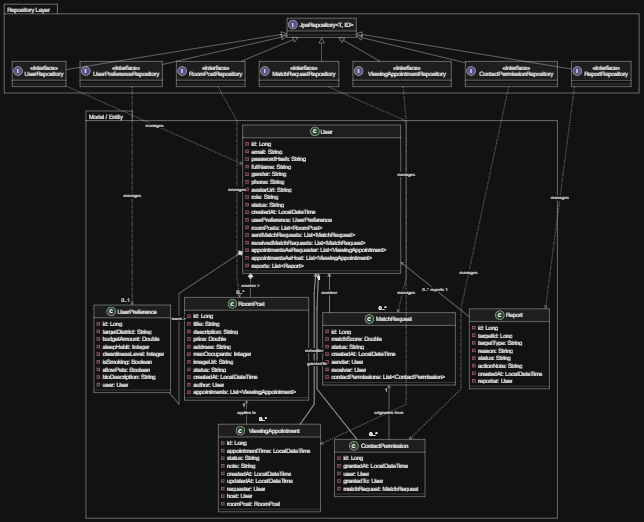 Repository Layer
I JpaRepository<T, ID>
I «interface» UserRepository
I «interface» UserPreferenceRepository
I «interface» RoomPostRepository
I «interface» MatchRequestRepository
I «interface» ViewingAppointmentRepository
I «interface» ContactPermissionRepository
I «interface» ReportRepository
Model / Entity
manages
manages
manages
manages
manages
manages
manages
C User
id: Long
email: String
passwordHash: String
fullName: String
gender: String
phone: String
avatarUrl: String
role: String
status: String
createdAt: LocalDateTime
userPreference: UserPreference
roomPosts: List<RoomPost>
sentMatchRequests: List<MatchRequest>
receivedMatchRequests: List<MatchRequest>
appointmentsAsRequester: List<ViewingAppointment>
appointmentsAsHost: List<ViewingAppointment>
reports: List<Report>
0..1
0..*
0..*
0..* reports 1
C UserPreference
id: Long
targetDistrict: String
budgetAmount: Double
sleepHabit: Integer
cleanlinessLevel: Integer
isSmoking: Boolean
allowPets: Boolean
bioDescription: String
user: User
C RoomPost
id: Long
title: String
description: String
price: Double
address: String
maxOccupants: Integer
imageUrl: String
status: String
createdAt: LocalDateTime
author: User
appointments: List<ViewingAppointment>
C MatchRequest
id: Long
matchScore: Double
status: String
createdAt: LocalDateTime
sender: User
receiver: User
contactPermissions: List<ContactPermission>
C Report
id: Long
targetId: Long
targetType: String
reason: String
status: String
actionNote: String
createdAt: LocalDateTime
reporter: User
1
applies to
0..*
1
originates from
0..*
C ViewingAppointment
id: Long
appointmentTime: LocalDateTime
status: String
note: String
createdAt: LocalDateTime
updatedAt: LocalDateTime
requester: User
host: User
roomPost: RoomPost
C ContactPermission
id: Long
grantedAt: LocalDateTime
user: User
grantedTo: User
matchRequest: MatchRequest